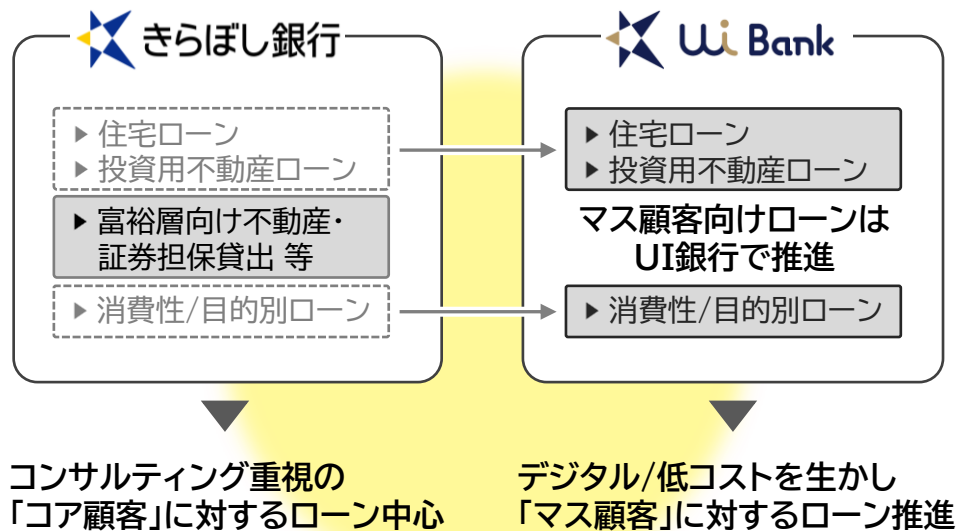 きらぼし銀行
▶ 住宅ローン
▶ 投資用不動産ローン
▶ 富裕層向け不動産・
証券担保貸出 等
▶ 消費性/目的別ローン
コンサルティング重視の
「コア顧客」に対するローン中心
UI Bank
▶ 住宅ローン
▶ 投資用不動産ローン
マス顧客向けローンは
UI銀行で推進
▶ 消費性/目的別ローン
デジタル/低コストを生かし
「マス顧客」に対するローン推進